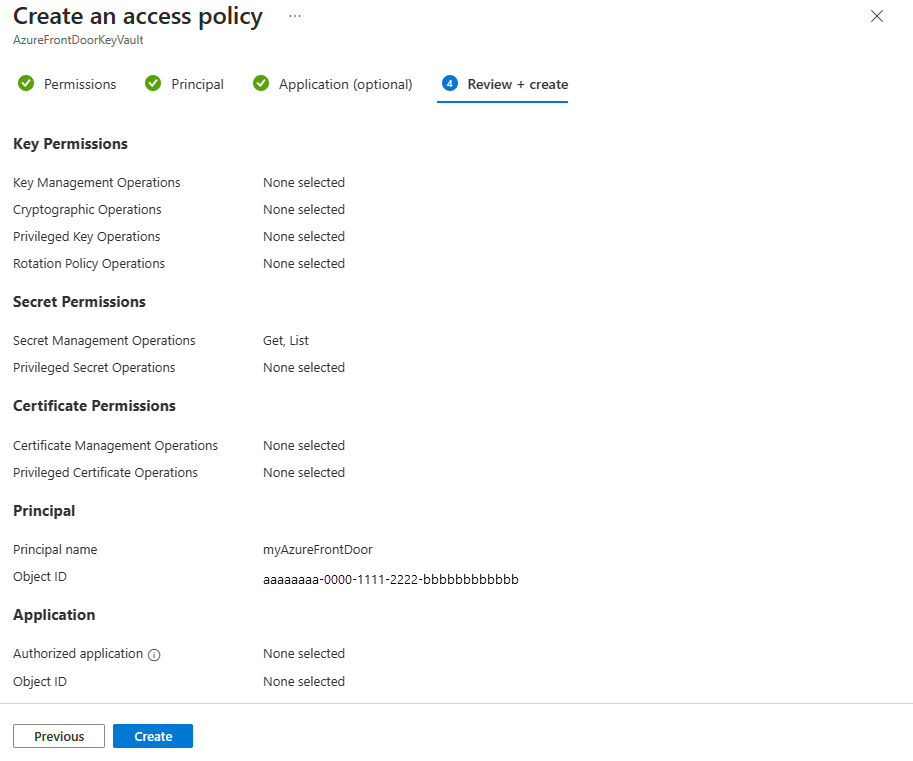 Create an access policy ...
AzureFrontDoorKeyVault
Permissions Principal Application (optional) 4 Review + create
Key Permissions
Key Management Operations None selected
Cryptographic Operations None selected
Privileged Key Operations None selected
Rotation Policy Operations None selected
Secret Permissions
Secret Management Operations Get, List
Privileged Secret Operations None selected
Certificate Permissions
Certificate Management Operations None selected
Privileged Certificate Operations None selected
Principal
Principal name myAzureFrontDoor
Object ID aaaaaaaa-0000-1111-2222-bbbbbbbbbbbb
Application
Authorized application None selected
Object ID None selected
Previous Create